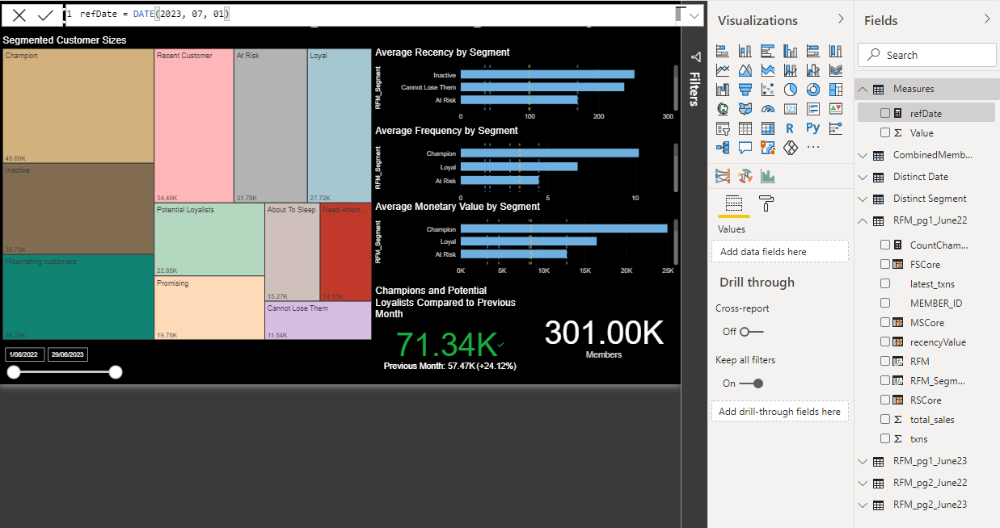 1 refDate = DATE(2023, 07, 01)
Segmented Customer Sizes
Champion
48.69K
Inactive
38.73K
Hibernating customers
36.23K
Recent Customer
34.46K
At Risk
31.78K
Loyal
27.72K
Potential Loyalists
22.65K
Promising
19.78K
About To Sleep
15.27K
Need Attent...
14.15K
Cannot Lose Them
11.54K
1/06/2022
29/06/2023
Average Recency by Segment
RFM_Segment
Inactive
Cannot Lose Them
At Risk
0 100 200 300
Average Frequency by Segment
RFM_Segment
Champion
Loyal
At Risk
0 5 10
Average Monetary Value by Segment
RFM_Segment
Champion
Loyal
At Risk
0K 5K 10K 15K 20K 25K
Champions and Potential
Loyalists Compared to Previous
Month
71.34K
Previous Month: 57.47K (+24.12%)
301.00K
Members
Filters
Visualizations
123
R
Py
Values
Add data fields here
Drill through
Cross-report
Off
Keep all filters
On
Add drill-through fields here
Fields
Search
Measures
refDate
Value
CombinedMemb...
Distinct Date
Distinct Segment
RFM_pg1_June22
CountCham...
FSCore
latest_txns
MEMBER_ID
MSCore
recencyValue
RFM
RFM_Segm...
RSCore
total_sales
txns
RFM_pg1_June23
RFM_pg2_June22
RFM_pg2_June23